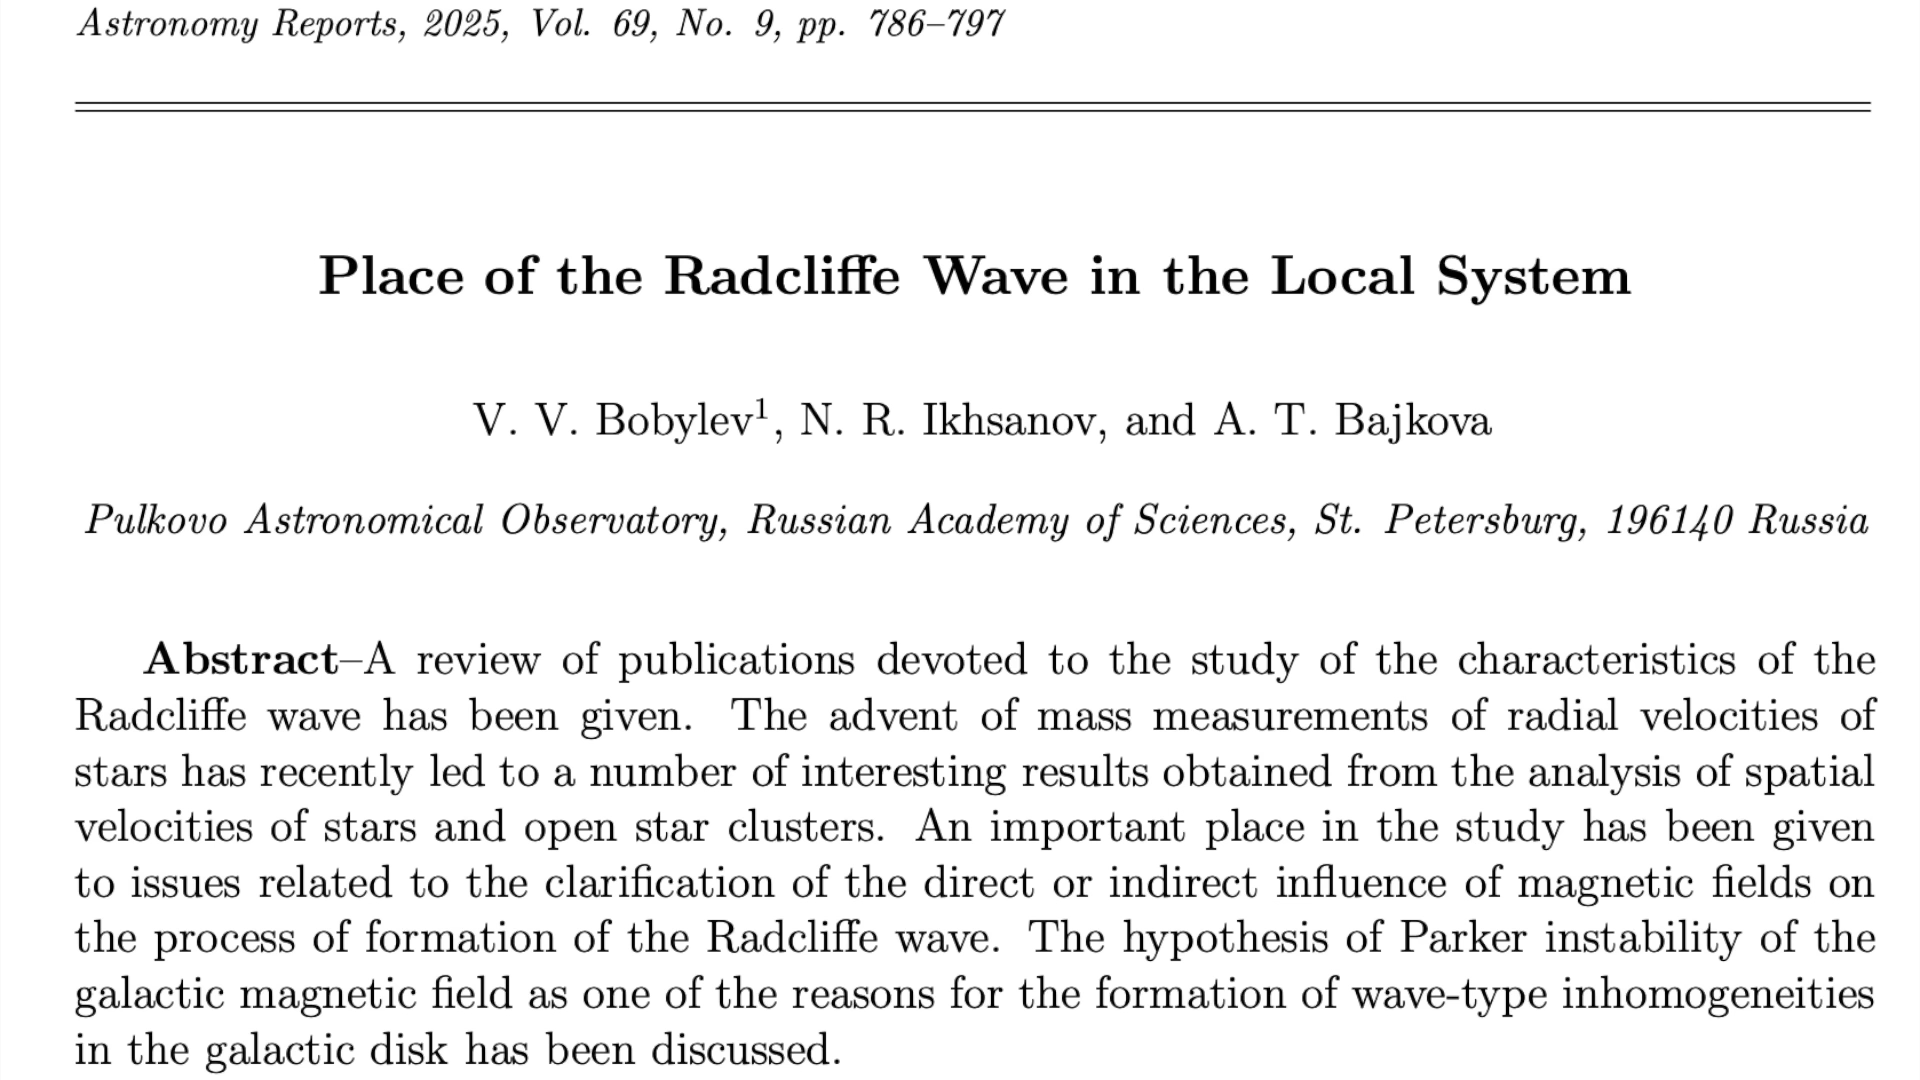 Astronomy Reports, 2025, Vol. 69, No. 9, pp. 786–797
Place of the Radcliffe Wave in the Local System
V. V. Bobylev¹, N. R. Ikhsanov, and A. T. Bajkova
Pulkovo Astronomical Observatory, Russian Academy of Sciences, St. Petersburg, 196140 Russia
Abstract–A review of publications devoted to the study of the characteristics of the
Radcliffe wave has been given. The advent of mass measurements of radial velocities of
stars has recently led to a number of interesting results obtained from the analysis of spatial
velocities of stars and open star clusters. An important place in the study has been given
to issues related to the clarification of the direct or indirect influence of magnetic fields on
the process of formation of the Radcliffe wave. The hypothesis of Parker instability of the
galactic magnetic field as one of the reasons for the formation of wave-type inhomogeneities
in the galactic disk has been discussed.